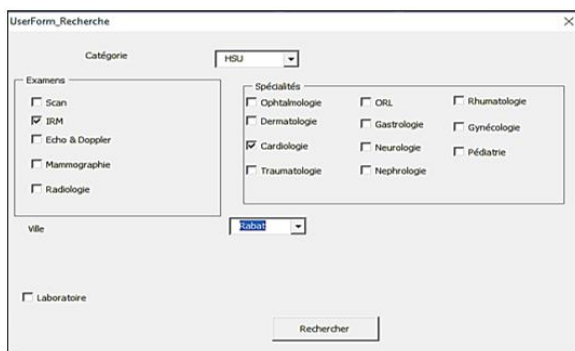 UserForm_Recherche
Catégorie HSU
Examens
Scan
IRM
Echo & Doppler
Mammographie
Radiologie
Spécialités
Ophtalmologie ORL Rhumatologie
Dermatologie Gastrologie Gynécologie
Cardiologie Neurologie Pédiatrie
Traumatologie Nephrologie
Ville Rabat
Laboratoire
Rechercher